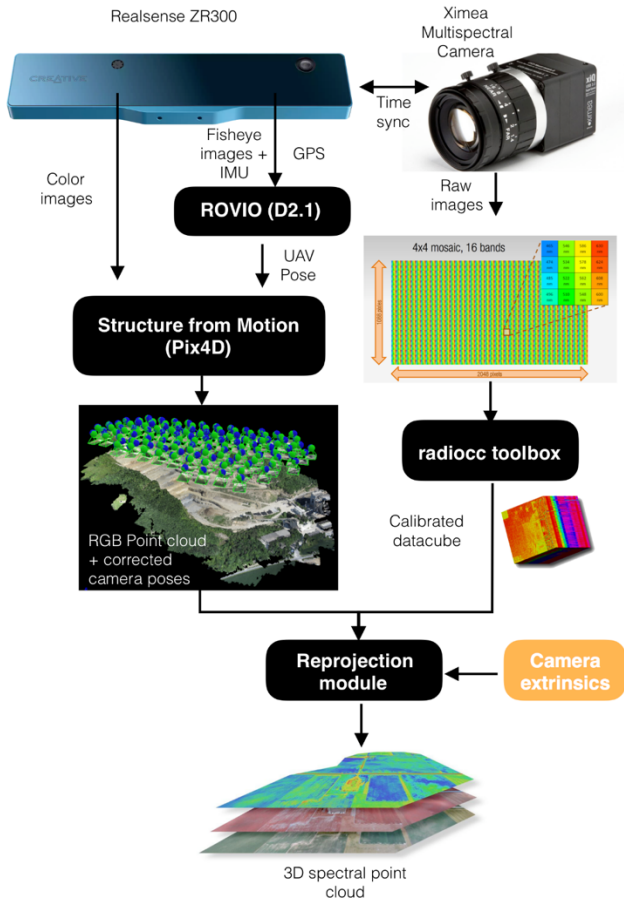 Realsense ZR300
Ximea
Multispectral
Camera
CREATIVE
Time
sync
Color
images
Fisheye
images +
IMU
GPS
Raw
images
ROVIO (D2.1)
UAV
Pose
4x4 mosaic, 16 bands
2048 pixels
Structure from Motion
(Pix4D)
radiocc toolbox
RGB Point cloud
+ corrected
camera poses
Calibrated
datacube
Reprojection
module
Camera
extrinsics
3D spectral point
cloud